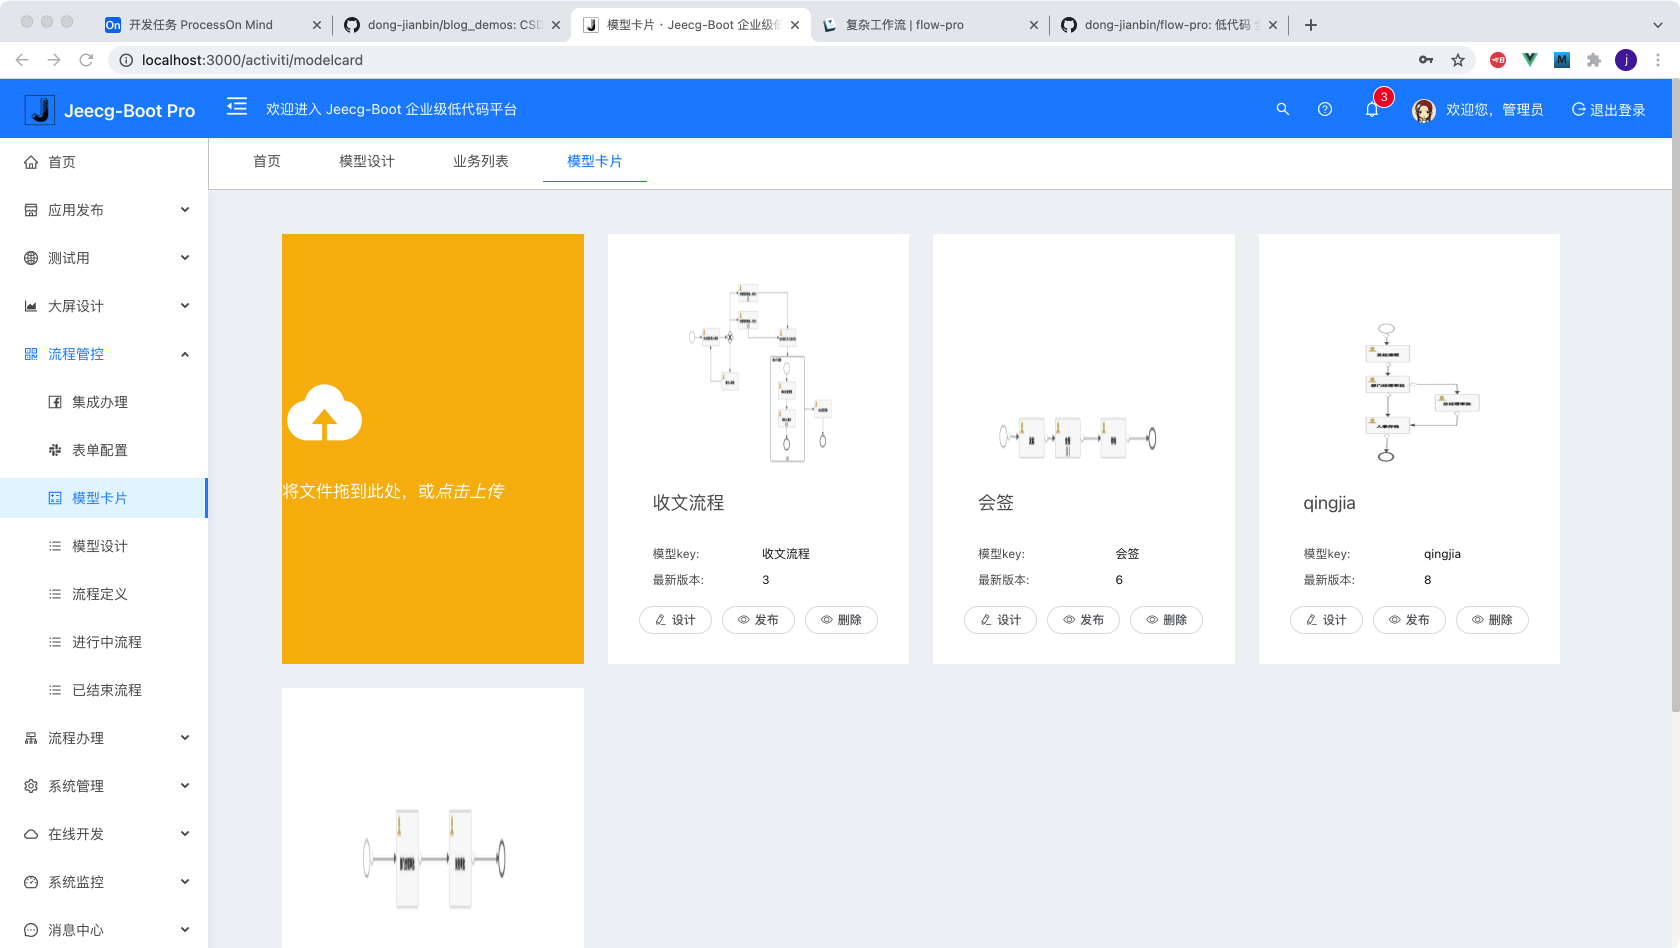 On 开发任务 ProcessOn Mind
dong-jianbin/blog_demos: CSD
模型卡片 · Jeecg-Boot 企业级低
复杂工作流 | flow-pro
dong-jianbin/flow-pro: 低代码
localhost:3000/activiti/modelcard
Jeecg-Boot Pro
欢迎进入 Jeecg-Boot 企业级低代码平台
3
欢迎您，管理员
退出登录
首页
应用发布
测试用
大屏设计
流程管控
集成办理
表单配置
模型卡片
模型设计
流程定义
进行中流程
已结束流程
流程办理
系统管理
在线开发
系统监控
消息中心
首页 模型设计 业务列表 模型卡片
将文件拖到此处，或点击上传
收文流程
模型key: 收文流程
最新版本: 3
设计 发布 删除
会签
模型key: 会签
最新版本: 6
设计 发布 删除
qingjia
模型key: qingjia
最新版本: 8
设计 发布 删除